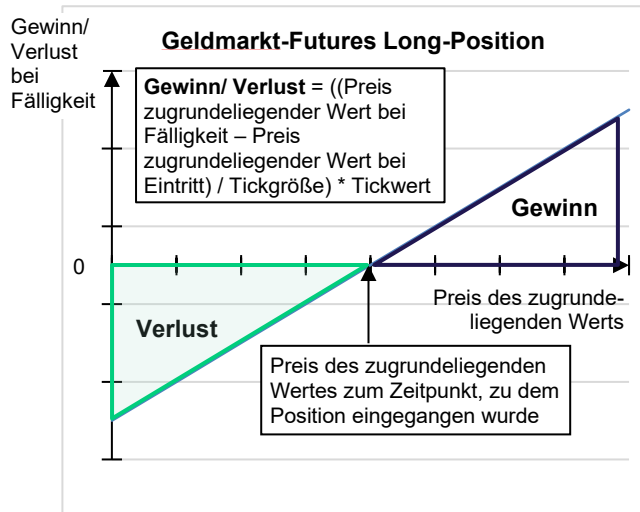 Gewinn/
Verlust
bei
Fälligkeit
Geldmarkt-Futures Long-Position
Gewinn/ Verlust = ((Preis
zugrundeliegender Wert bei
Fälligkeit – Preis
zugrundeliegender Wert bei
Eintritt) / Tickgröße) * Tickwert
Gewinn
0
Preis des zugrunde-
liegenden Werts
Verlust
Preis des zugrundeliegenden
Wertes zum Zeitpunkt, zu dem
Position eingegangen wurde